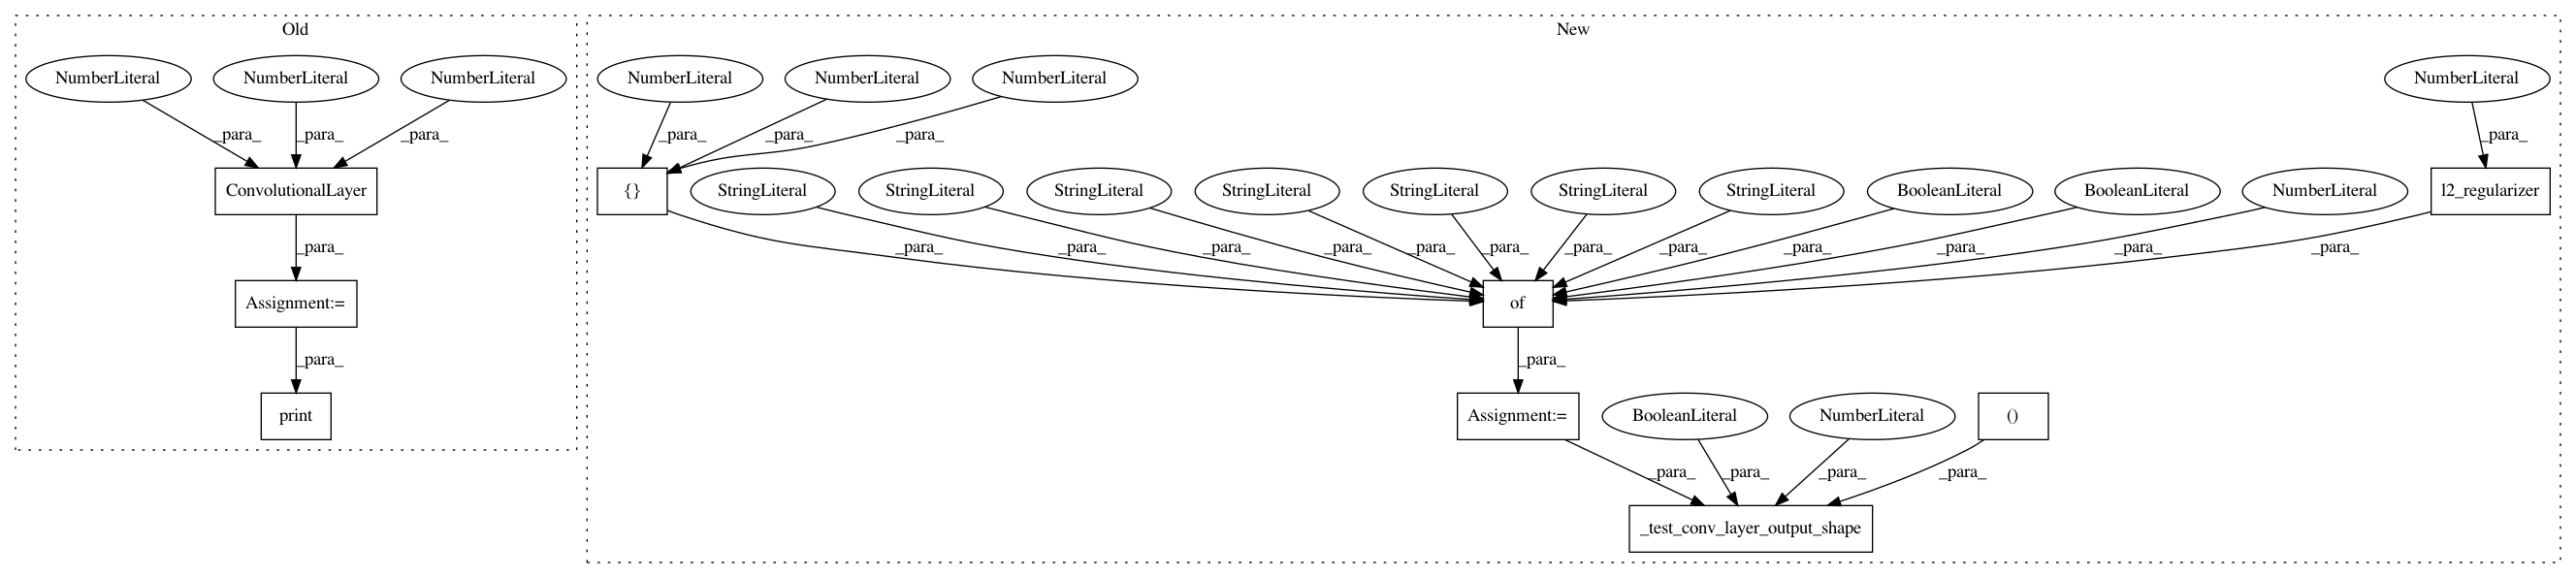 Old
New
NumberLiteral NumberLiteral NumberLiteral
NumberLiteral NumberLiteral NumberLiteral NumberLiteral
_para_ _para_ _para_ _para_ _para_ _para_ _para_
ConvolutionalLayer
{} StringLiteral StringLiteral StringLiteral StringLiteral StringLiteral StringLiteral StringLiteral BooleanLiteral BooleanLiteral NumberLiteral l2_regularizer
_para_ _para_ _para_ _para_ _para_ _para_ _para_ _para_ _para_ _para_ _para_ _para_ _para_
Assignment:=
of
_para_ _para_
print
Assignment:= BooleanLiteral NumberLiteral ()
_para_ _para_ _para_ _para_
_test_conv_layer_output_shape